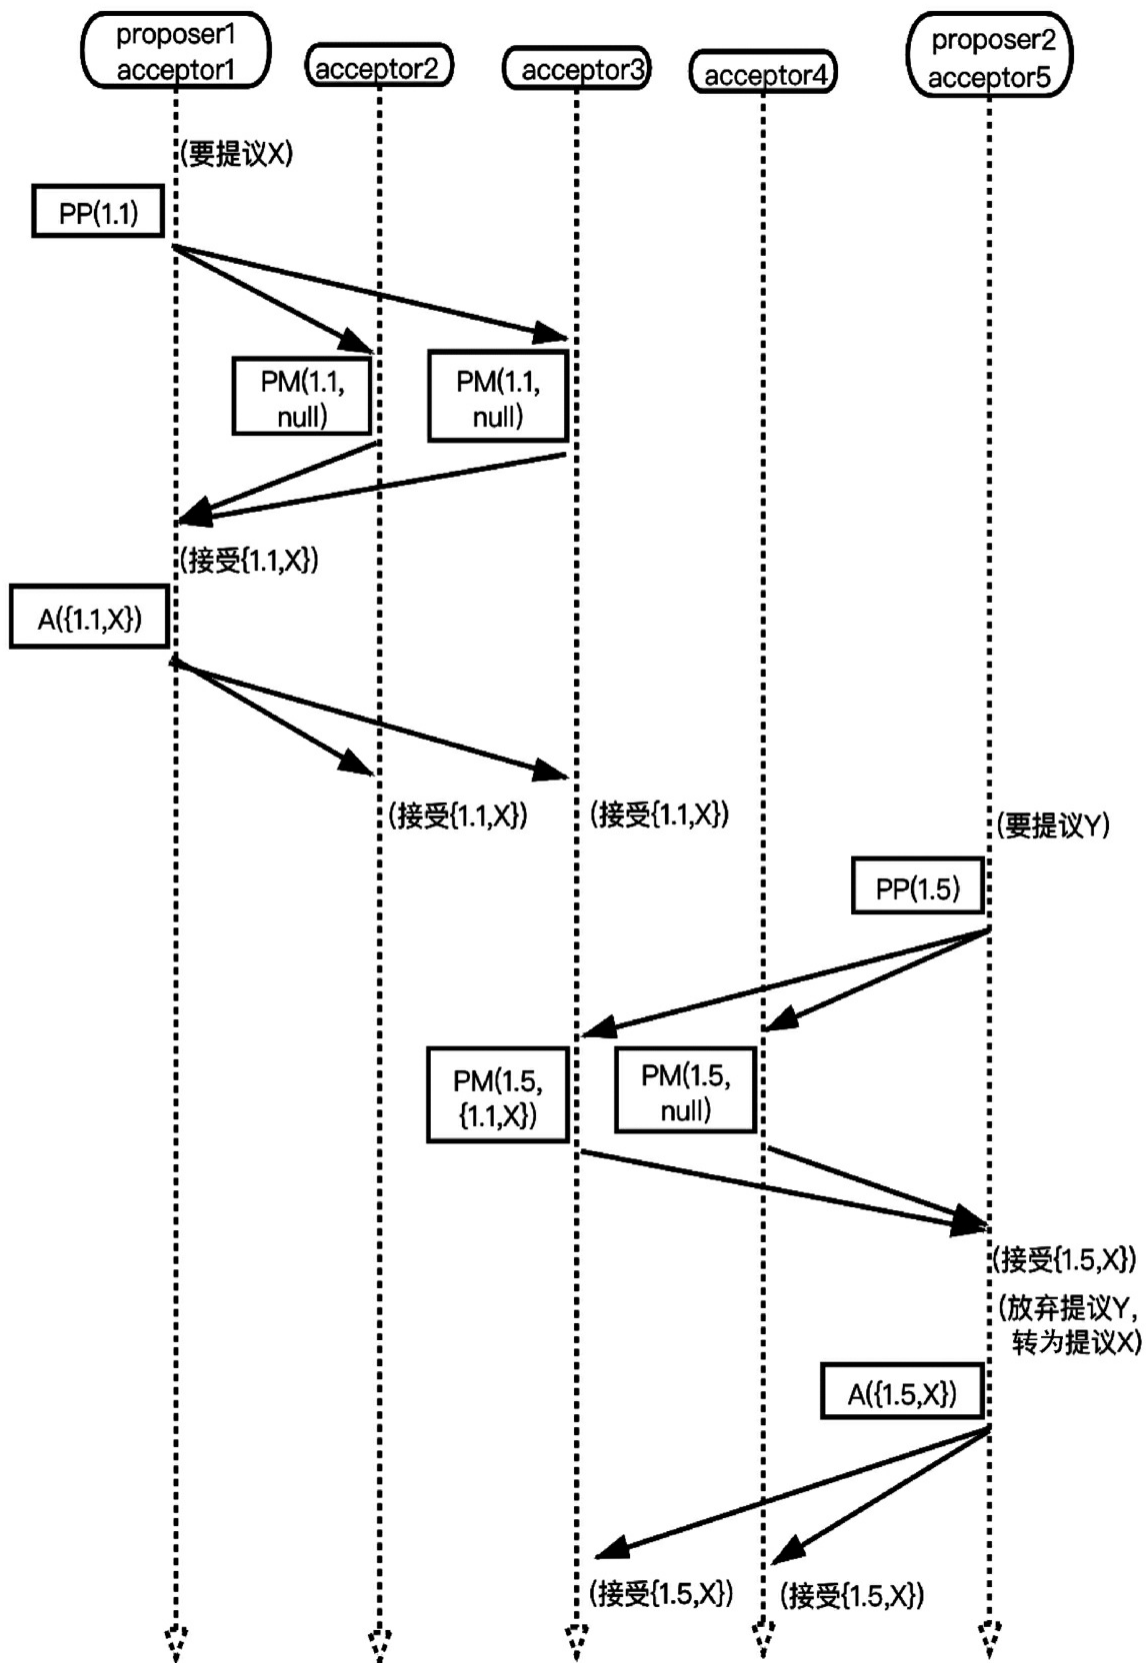 proposer1
acceptor1
acceptor2
acceptor3
acceptor4
proposer2
acceptor5
(要提议X)
PP(1.1)
PM(1.1,
null)
PM(1.1,
null)
(接受{1.1,X})
A({1.1,X})
(接受{1.1,X})
(接受{1.1,X})
(要提议Y)
PP(1.5)
PM(1.5,
{1.1,X})
PM(1.5,
null)
(接受{1.5,X})
(放弃提议Y,
转为提议X)
A({1.5,X})
(接受{1.5,X})
(接受{1.5,X})